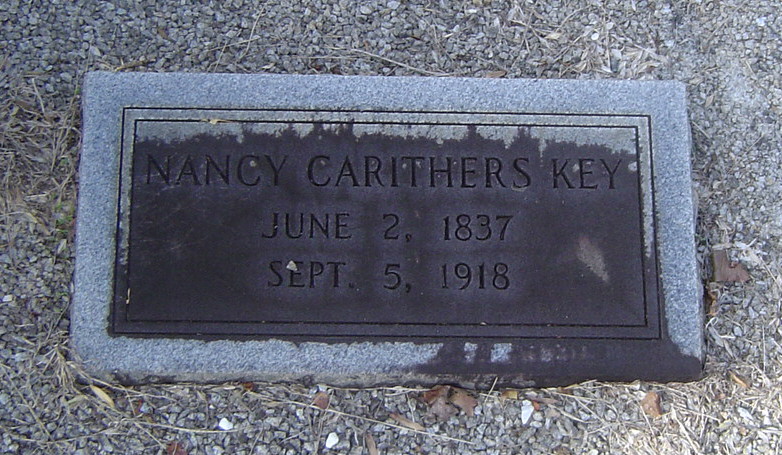 NANCY CARITHERS KEY
JUNE 2, 1837
SEPT. 5, 1918